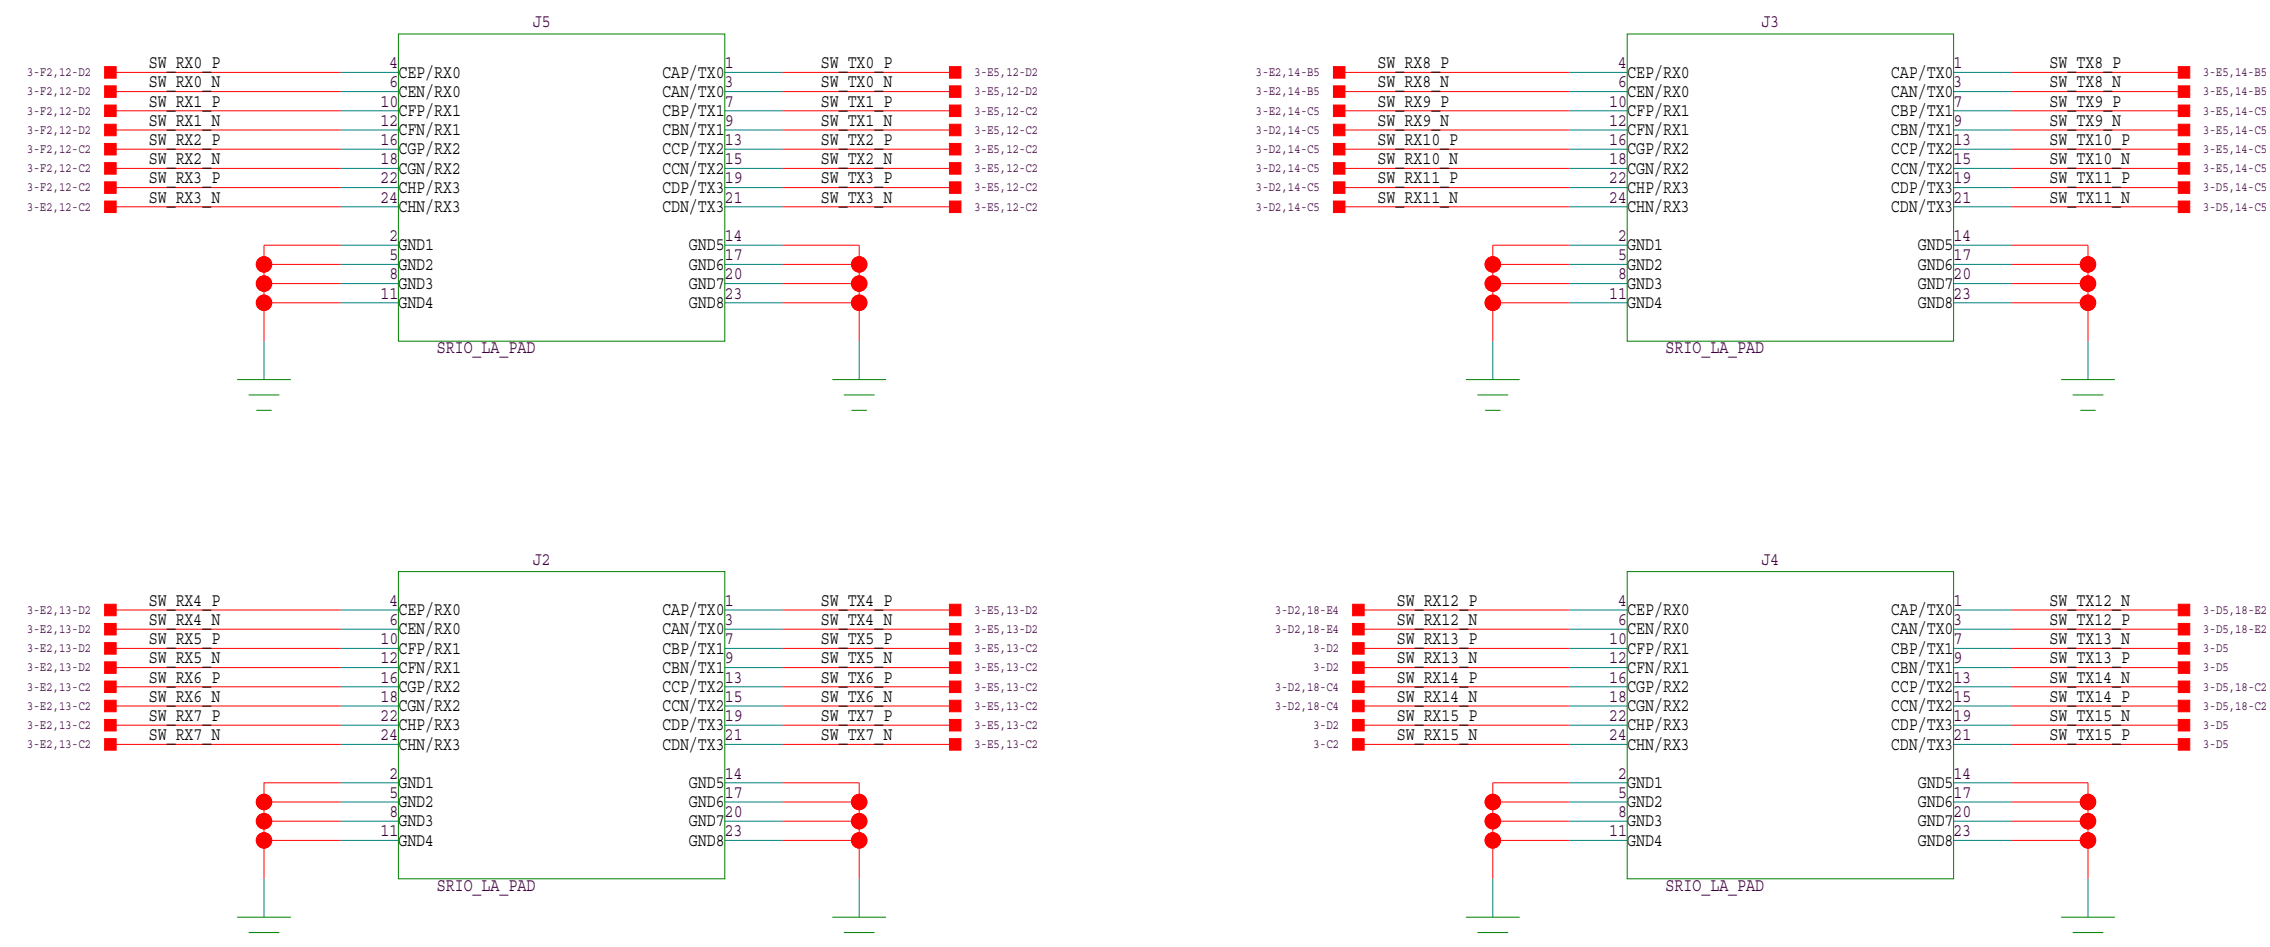 J5
3-F2,12-D2 SW_RX0_P 4 CEP/RX0 CAP/TX0 1 SW_TX0_P 3-E5,12-D2
3-F2,12-D2 SW_RX0_N 6 CEN/RX0 CAN/TX0 3 SW_TX0_N 3-E5,12-D2
3-F2,12-D2 SW_RX1_P 10 CFP/RX1 CBP/TX1 7 SW_TX1_P 3-E5,12-C2
3-F2,12-D2 SW_RX1_N 12 CFN/RX1 CBN/TX1 9 SW_TX1_N 3-E5,12-C2
3-F2,12-C2 SW_RX2_P 16 CGP/RX2 CCP/TX2 13 SW_TX2_P 3-E5,12-C2
3-F2,12-C2 SW_RX2_N 18 CGN/RX2 CCN/TX2 15 SW_TX2_N 3-E5,12-C2
3-F2,12-C2 SW_RX3_P 22 CHP/RX3 CDP/TX3 19 SW_TX3_P 3-E5,12-C2
3-E2,12-C2 SW_RX3_N 24 CHN/RX3 CDN/TX3 21 SW_TX3_N 3-E5,12-C2
2 GND1 GND5 14
5 GND2 GND6 17
8 GND3 GND7 20
11 GND4 GND8 23
SRIO_LA_PAD
J3
3-E2,14-B5 SW_RX8_P 4 CEP/RX0 CAP/TX0 1 SW_TX8_P 3-E5,14-B5
3-E2,14-B5 SW_RX8_N 6 CEN/RX0 CAN/TX0 3 SW_TX8_N 3-E5,14-B5
3-E2,14-C5 SW_RX9_P 10 CFP/RX1 CBP/TX1 7 SW_TX9_P 3-E5,14-C5
3-D2,14-C5 SW_RX9_N 12 CFN/RX1 CBN/TX1 9 SW_TX9_N 3-E5,14-C5
3-D2,14-C5 SW_RX10_P 16 CGP/RX2 CCP/TX2 13 SW_TX10_P 3-E5,14-C5
3-D2,14-C5 SW_RX10_N 18 CGN/RX2 CCN/TX2 15 SW_TX10_N 3-E5,14-C5
3-D2,14-C5 SW_RX11_P 22 CHP/RX3 CDP/TX3 19 SW_TX11_P 3-D5,14-C5
3-D2,14-C5 SW_RX11_N 24 CHN/RX3 CDN/TX3 21 SW_TX11_N 3-D5,14-C5
2 GND1 GND5 14
5 GND2 GND6 17
8 GND3 GND7 20
11 GND4 GND8 23
SRIO_LA_PAD
J2
3-E2,13-D2 SW_RX4_P 4 CEP/RX0 CAP/TX0 1 SW_TX4_P 3-E5,13-D2
3-E2,13-D2 SW_RX4_N 6 CEN/RX0 CAN/TX0 3 SW_TX4_N 3-E5,13-D2
3-E2,13-D2 SW_RX5_P 10 CFP/RX1 CBP/TX1 7 SW_TX5_P 3-E5,13-C2
3-E2,13-D2 SW_RX5_N 12 CFN/RX1 CBN/TX1 9 SW_TX5_N 3-E5,13-C2
3-E2,13-C2 SW_RX6_P 16 CGP/RX2 CCP/TX2 13 SW_TX6_P 3-E5,13-C2
3-E2,13-C2 SW_RX6_N 18 CGN/RX2 CCN/TX2 15 SW_TX6_N 3-E5,13-C2
3-E2,13-C2 SW_RX7_P 22 CHP/RX3 CDP/TX3 19 SW_TX7_P 3-E5,13-C2
3-E2,13-C2 SW_RX7_N 24 CHN/RX3 CDN/TX3 21 SW_TX7_N 3-E5,13-C2
2 GND1 GND5 14
5 GND2 GND6 17
8 GND3 GND7 20
11 GND4 GND8 23
SRIO_LA_PAD
J4
3-D2,18-E4 SW_RX12_P 4 CEP/RX0 CAP/TX0 1 SW_TX12_N 3-D5,18-E2
3-D2,18-E4 SW_RX12_N 6 CEN/RX0 CAN/TX0 3 SW_TX12_P 3-D5,18-E2
3-D2 SW_RX13_P 10 CFP/RX1 CBP/TX1 7 SW_TX13_N 3-D5
3-D2 SW_RX13_N 12 CFN/RX1 CBN/TX1 9 SW_TX13_P 3-D5
3-D2,18-C4 SW_RX14_P 16 CGP/RX2 CCP/TX2 13 SW_TX14_N 3-D5,18-C2
3-D2,18-C4 SW_RX14_N 18 CGN/RX2 CCN/TX2 15 SW_TX14_P 3-D5,18-C2
3-D2 SW_RX15_P 22 CHP/RX3 CDP/TX3 19 SW_TX15_N 3-D5
3-C2 SW_RX15_N 24 CHN/RX3 CDN/TX3 21 SW_TX15_P 3-D5
2 GND1 GND5 14
5 GND2 GND6 17
8 GND3 GND7 20
11 GND4 GND8 23
SRIO_LA_PAD